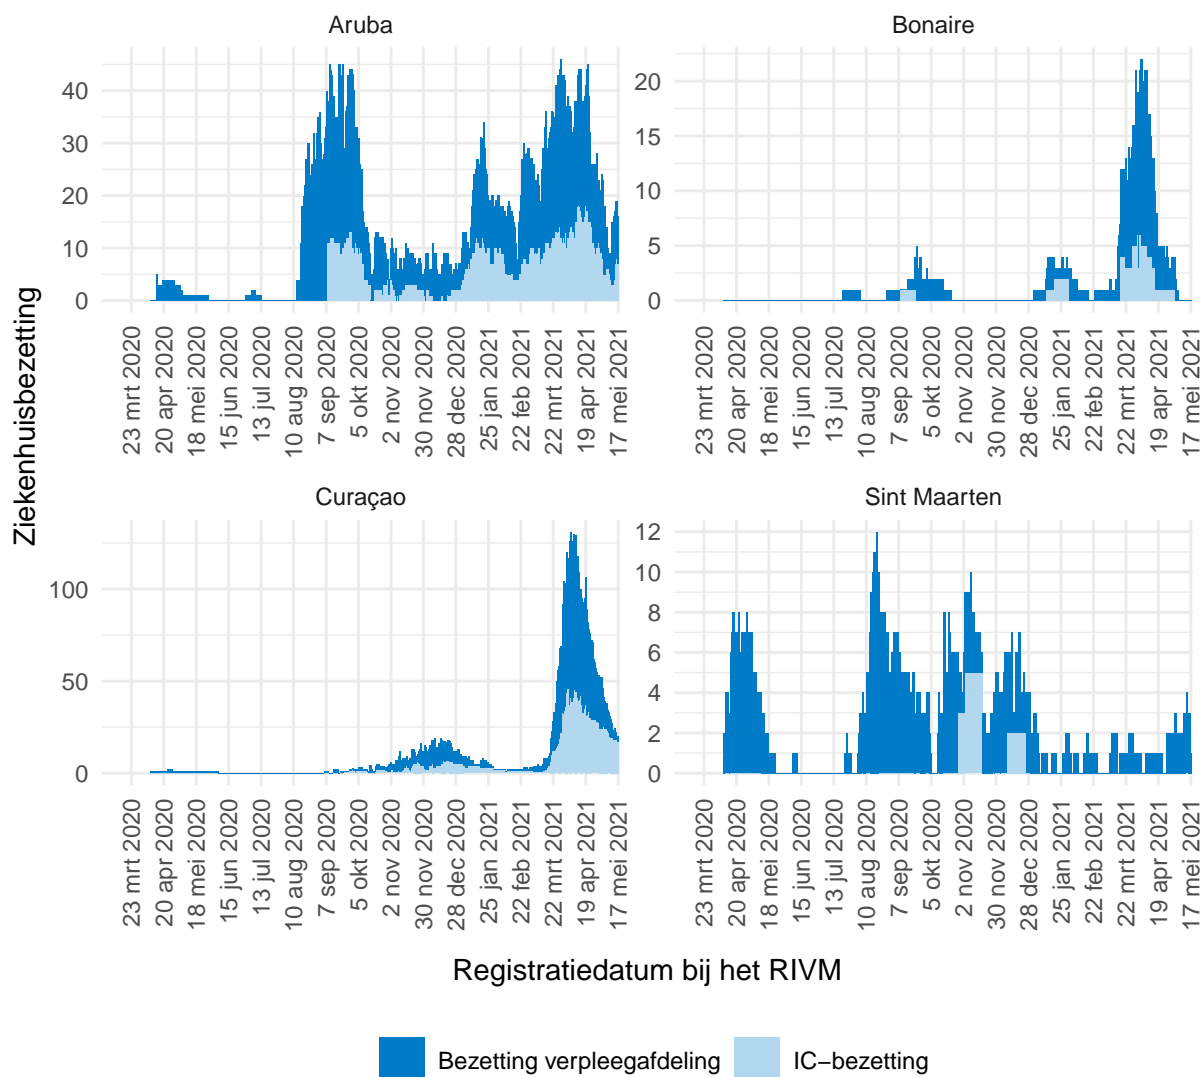 Aruba
Bonaire
Ziekenhuisbezetting
40
30
20
10
0
20
15
10
5
0
23 mrt 2020
20 apr 2020
18 mei 2020
15 jun 2020
13 jul 2020
10 aug 2020
7 sep 2020
5 okt 2020
2 nov 2020
30 nov 2020
28 dec 2020
25 jan 2021
22 feb 2021
22 mrt 2021
19 apr 2021
17 mei 2021
23 mrt 2020
20 apr 2020
18 mei 2020
15 jun 2020
13 jul 2020
10 aug 2020
7 sep 2020
5 okt 2020
2 nov 2020
30 nov 2020
28 dec 2020
25 jan 2021
22 feb 2021
22 mrt 2021
19 apr 2021
17 mei 2021
Curaçao
Sint Maarten
100
50
0
12
10
8
6
4
2
0
23 mrt 2020
20 apr 2020
18 mei 2020
15 jun 2020
13 jul 2020
10 aug 2020
7 sep 2020
5 okt 2020
2 nov 2020
30 nov 2020
28 dec 2020
25 jan 2021
22 feb 2021
22 mrt 2021
19 apr 2021
17 mei 2021
23 mrt 2020
20 apr 2020
18 mei 2020
15 jun 2020
13 jul 2020
10 aug 2020
7 sep 2020
5 okt 2020
2 nov 2020
30 nov 2020
28 dec 2020
25 jan 2021
22 feb 2021
22 mrt 2021
19 apr 2021
17 mei 2021
Registratiedatum bij het RIVM
Bezetting verpleegafdeling
IC−bezetting